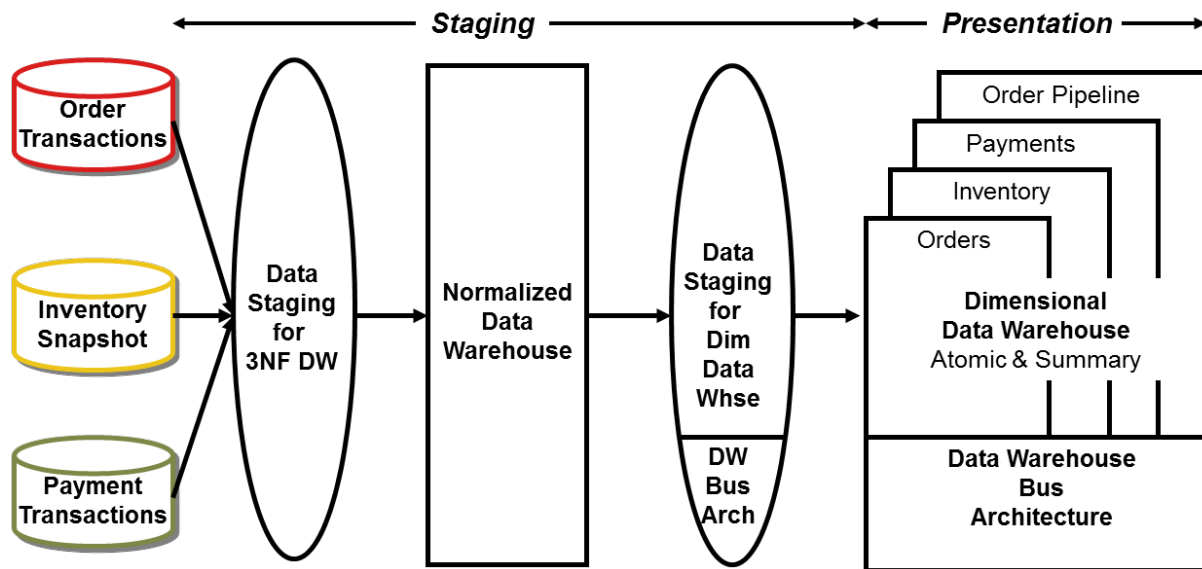 Staging
Presentation
Order
Transactions
Inventory
Snapshot
Payment
Transactions
Data
Staging
for
3NF DW
Normalized
Data
Warehouse
Data
Staging
for
Dim
Data
Whse
DW
Bus
Arch
Order Pipeline
Payments
Inventory
Orders
Dimensional
Data Warehouse
Atomic & Summary
Data Warehouse
Bus
Architecture